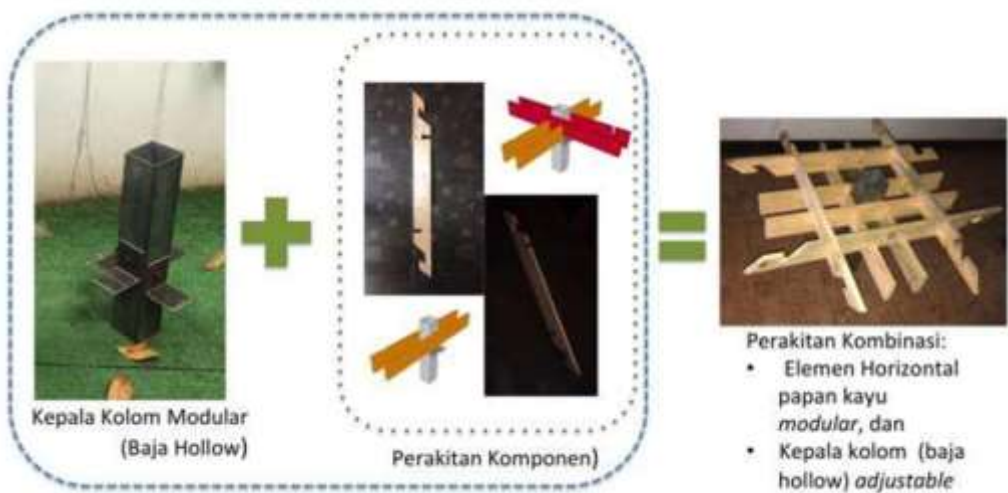 Kepala Kolom Modular
(Baja Hollow)
Perakitan Komponen)
Perakitan Kombinasi:
• Elemen Horizontal
papan kayu
modular, dan
• Kepala kolom (baja
hollow) adjustable